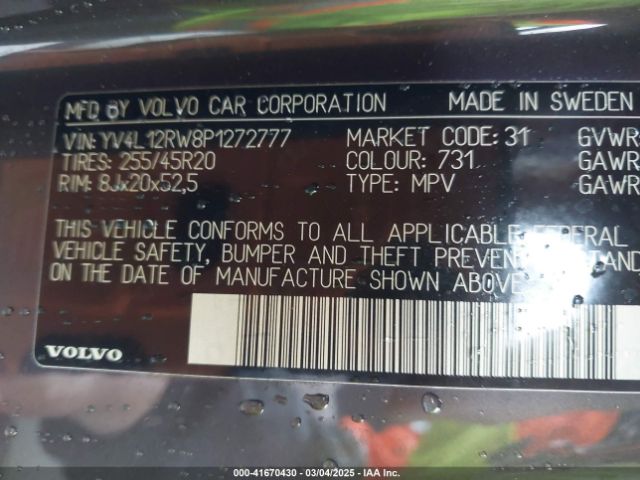 MFD BY VOLVO CAR CORPORATION MADE IN SWEDEN
VIN: YV4L12RW8P1272777 MARKET CODE: 31 GVWR
TIRES: 255/45R20 COLOUR: 731 GAWR
RIM: 8Jx20x52,5 TYPE: MPV GAWR
THIS VEHICLE CONFORMS TO ALL APPLICABLE FEDERAL
VEHICLE SAFETY, BUMPER AND THEFT
ON THE DATE OF MANUFACTURE SHOWN ABOVE
VOLVO
000-41670430 - 03/04/2025 - IAA Inc.